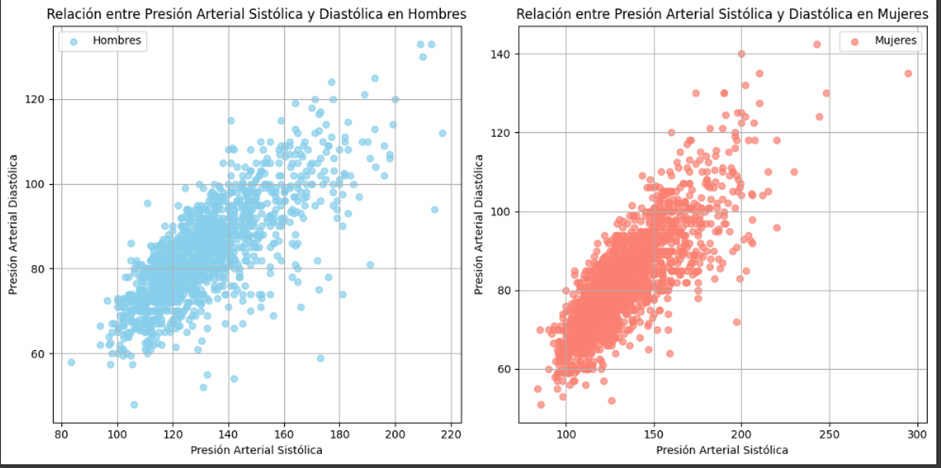 Relación entre Presión Arterial Sistólica y Diastólica en Hombres
Hombres
120
100
80
60
Presión Arterial Diastólica
80 100 120 140 160 180 200 220
Presión Arterial Sistólica
Relación entre Presión Arterial Sistólica y Diastólica en Mujeres
Mujeres
140
120
100
80
60
Presión Arterial Diastólica
100 150 200 250 300
Presión Arterial Sistólica